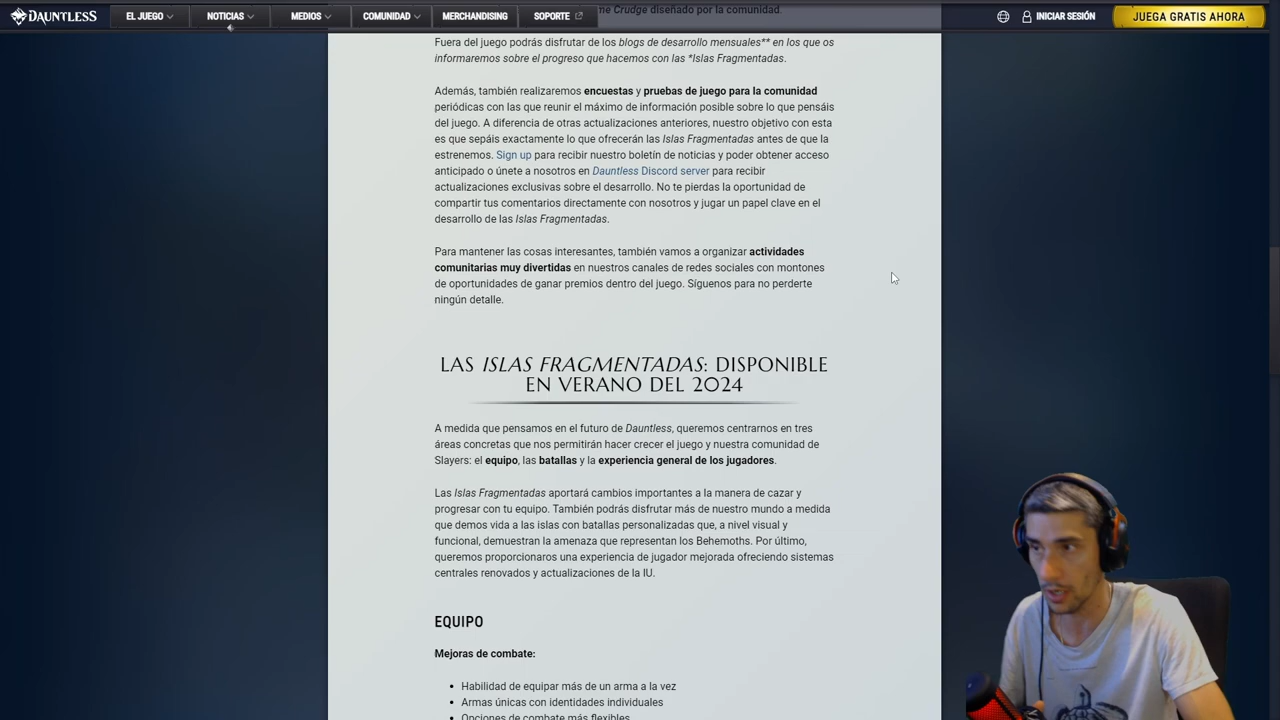 DAUNTLESS
EL JUEGO
NOTICIAS
MEDIOS
COMUNIDAD
MERCHANDISING
SOPORTE
INICIAR SESIÓN
JUEGA GRATIS AHORA
Crudge diseñado por la comunidad.
Fuera del juego podrás disfrutar de los blogs de desarrollo mensuales** en los que os
informaremos sobre el progreso que hacemos con las *Islas Fragmentadas.
Además, también realizaremos encuestas y pruebas de juego para la comunidad
periódicas con las que reunir el máximo de información posible sobre lo que pensáis
del juego. A diferencia de otras actualizaciones anteriores, nuestro objetivo con esta
es que sepáis exactamente lo que ofrecerán las Islas Fragmentadas antes de que la
estrenemos. Sign up para recibir nuestro boletín de noticias y poder obtener acceso
anticipado o únete a nosotros en Dauntless Discord server para recibir
actualizaciones exclusivas sobre el desarrollo. No te pierdas la oportunidad de
compartir tus comentarios directamente con nosotros y jugar un papel clave en el
desarrollo de las Islas Fragmentadas.
Para mantener las cosas interesantes, también vamos a organizar actividades
comunitarias muy divertidas en nuestros canales de redes sociales con montones
de oportunidades de ganar premios dentro del juego. Síguenos para no perderte
ningún detalle.
LAS ISLAS FRAGMENTADAS: DISPONIBLE
EN VERANO DEL 2024
A medida que pensamos en el futuro de Dauntless, queremos centrarnos en tres
áreas concretas que nos permitirán hacer crecer el juego y nuestra comunidad de
Slayers: el equipo, las batallas y la experiencia general de los jugadores.
Las Islas Fragmentadas aportará cambios importantes a la manera de cazar y
progresar con tu equipo. También podrás disfrutar más de nuestro mundo a medida
que demos vida a las islas con batallas personalizadas que, a nivel visual y
funcional, demuestran la amenaza que representan los Behemoths. Por último,
queremos proporcionaros una experiencia de jugador mejorada ofreciendo sistemas
centrales renovados y actualizaciones de la IU.
EQUIPO
Mejoras de combate:
• Habilidad de equipar más de un arma a la vez
• Armas únicas con identidades individuales
• Opciones de combate más flexibles